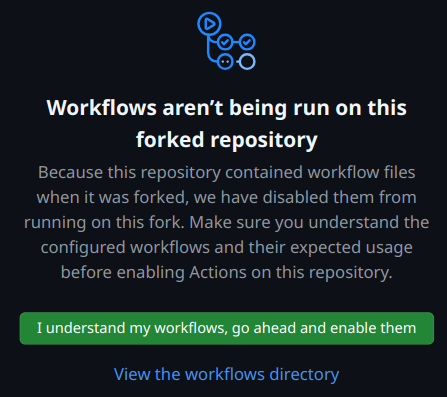 Workflows aren’t being run on this
forked repository
Because this repository contained workflow files
when it was forked, we have disabled them from
running on this fork. Make sure you understand the
configured workflows and their expected usage
before enabling Actions on this repository.
I understand my workflows, go ahead and enable them
View the workflows directory